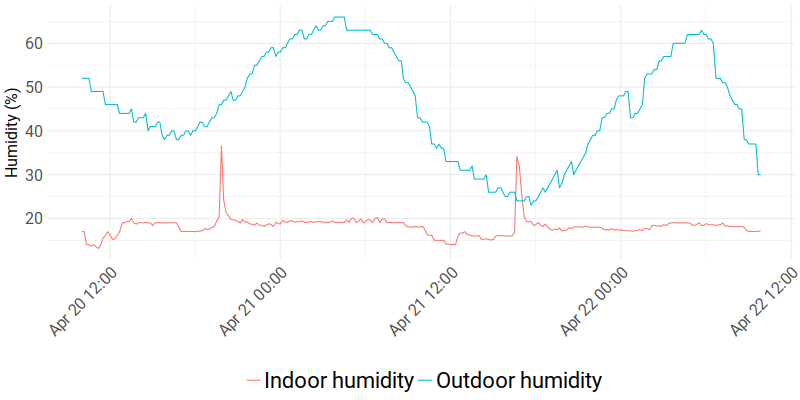 Humidity (%)
60
50
40
30
20
Apr 20 12:00
Apr 21 00:00
Apr 21 12:00
Apr 22 00:00
Apr 22 12:00
Indoor humidity Outdoor humidity